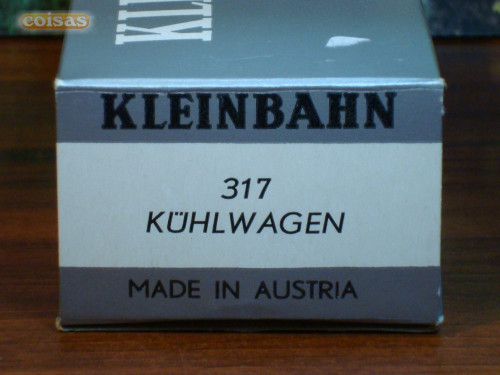 coisas
KLEINBAHN
317
KÜHLWAGEN
MADE IN AUSTRIA